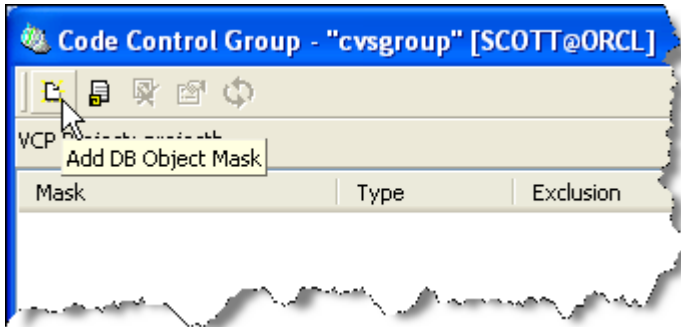 Code Control Group - "cvsgroup" [SCOTT@ORCL]
VCP
Add DB Object Mask
Mask Type Exclusion